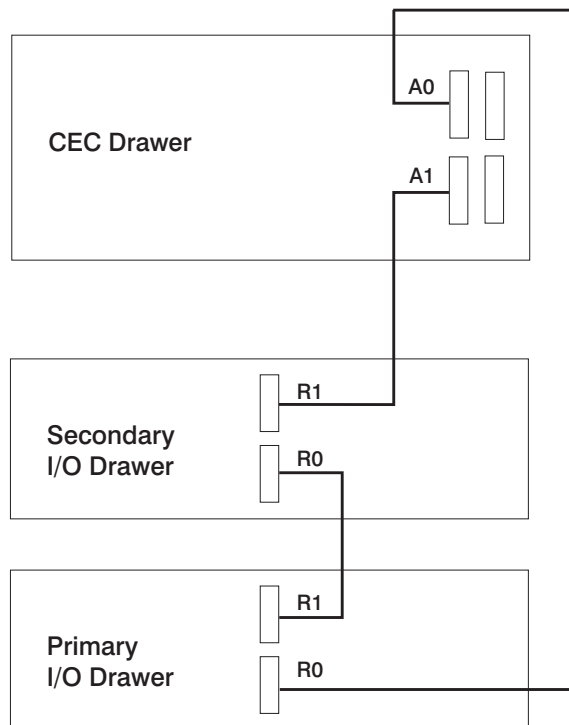 A0
CEC Drawer
A1
R1
Secondary
I/O Drawer
R0
R1
Primary
I/O Drawer
R0